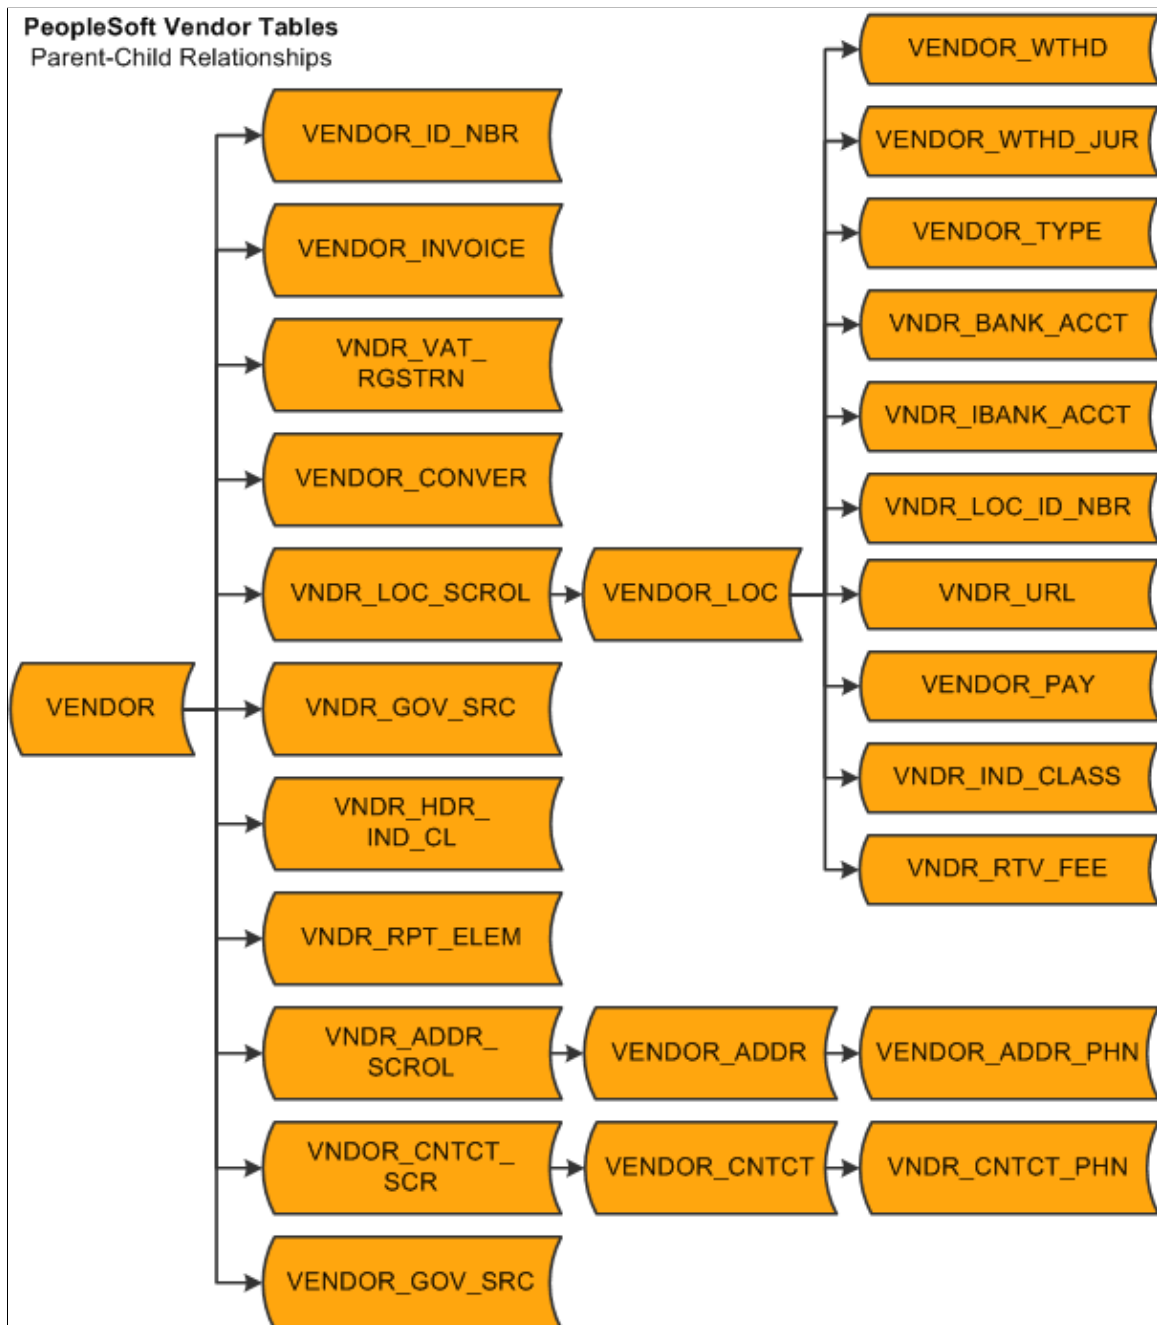 PeopleSoft Vendor Tables
Parent-Child Relationships
VENDOR
VENDOR_ID_NBR
VENDOR_INVOICE
VNDR_VAT_
RGSTRN
VENDOR_CONVER
VNDR_LOC_SCROL
VNDR_GOV_SRC
VNDR_HDR_
IND_CL
VNDR_RPT_ELEM
VNDR_ADDR_
SCROL
VNDOR_CNTCT_
SCR
VENDOR_GOV_SRC
VENDOR_LOC
VENDOR_ADDR
VENDOR_CNTCT
VENDOR_WTHD
VENDOR_WTHD_JUR
VENDOR_TYPE
VNDR_BANK_ACCT
VNDR_IBANK_ACCT
VNDR_LOC_ID_NBR
VNDR_URL
VENDOR_PAY
VNDR_IND_CLASS
VNDR_RTV_FEE
VENDOR_ADDR_PHN
VNDR_CNTCT_PHN